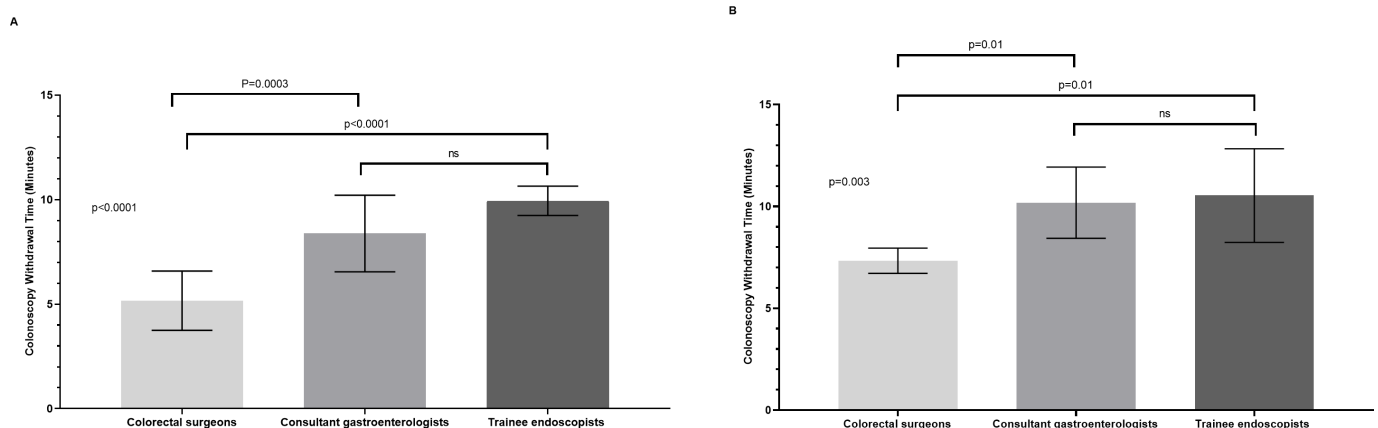 A
P=0.0003
p<0.0001
ns
p<0.0001
Colonoscopy Withdrawal Time (Minutes)
15
10
5
0
Colorectal surgeons
Consultant gastroenterologists
Trainee endoscopists
B
p=0.01
p=0.01
ns
p=0.003
Colonoscopy Withdrawal Time (Minutes)
15
10
5
0
Colorectal surgeons
Consultant gastroenterologists
Trainee endoscopists